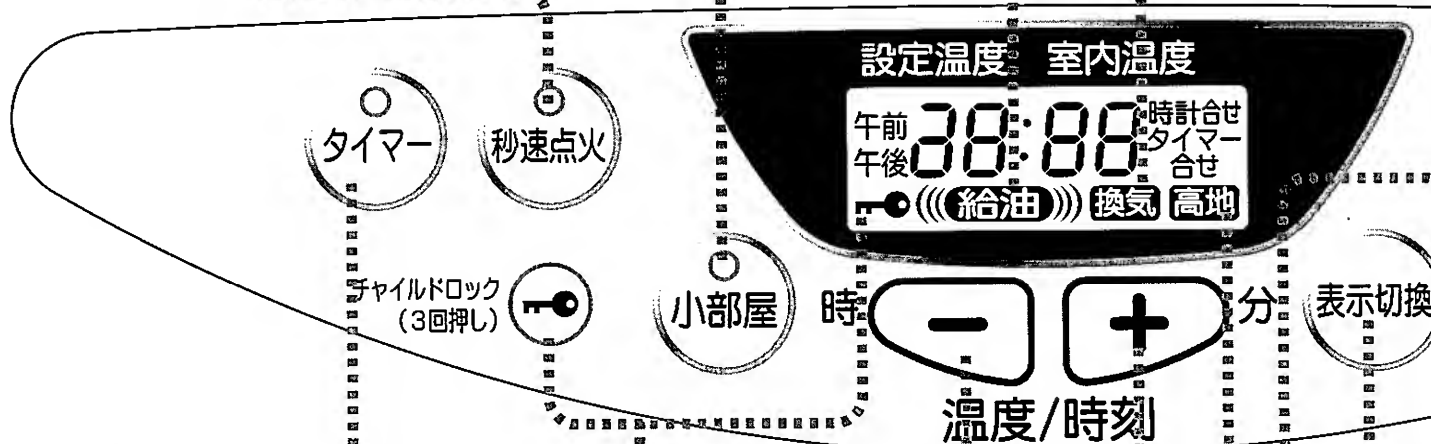 設定温度 室内温度
午前 28:88 時計合せ
午後 タイマー
合せ
給油 換気 高地
タイマー
秒速点火
チャイルドロック
(3回押し)
小部屋
時 − + 分
表示切換
温度/時刻